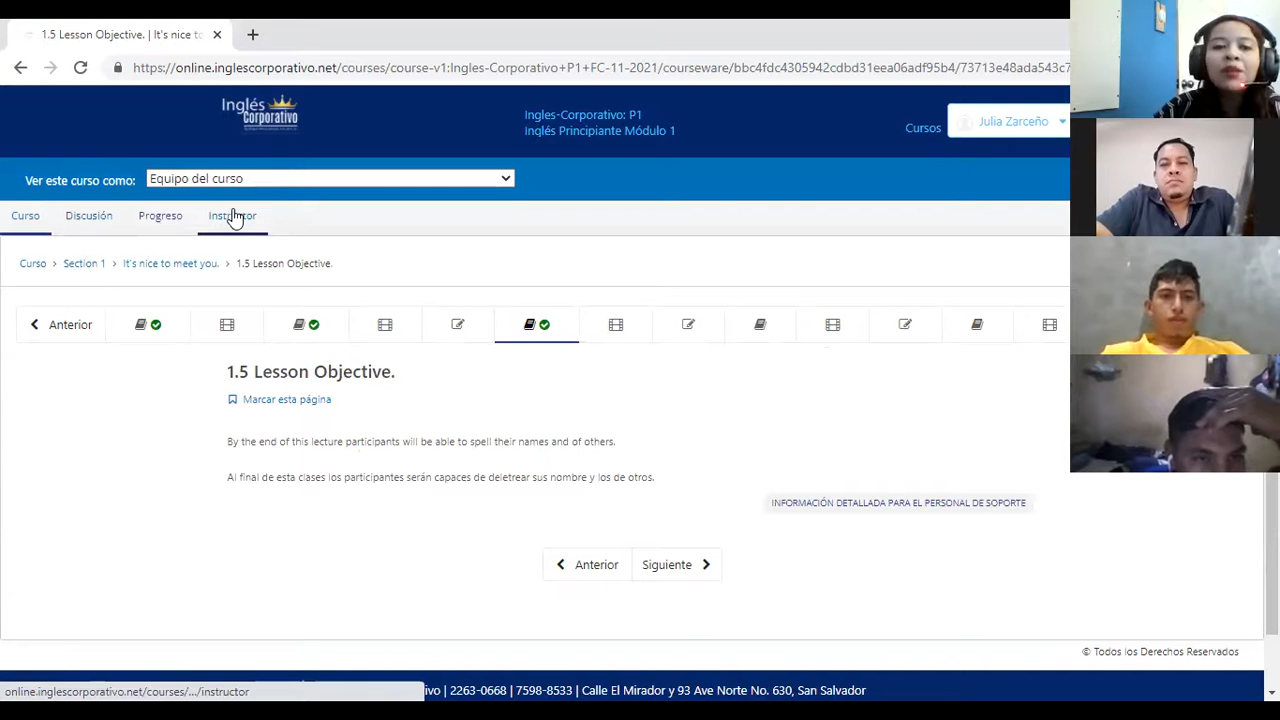 1.5 Lesson Objective. | It's nice to
https://online.inglescorporativo.net/courses/course-v1:Ingles-Corporativo+P1+FC-11-2021/courseware/bbc4fdc4305942cdbd31eea06adf95b4/73713e48ada543c7
Inglés
Corporativo
Ingles-Corporativo: P1
Inglés Principiante Módulo 1
Cursos
Julia Zarceño
Ver este curso como:
Equipo del curso
Curso
Discusión
Progreso
Instructor
Curso > Section 1 > It's nice to meet you. > 1.5 Lesson Objective.
Anterior
1.5 Lesson Objective.
Marcar esta página
By the end of this lecture participants will be able to spell their names and of others.
Al final de esta clases los participantes serán capaces de deletrear sus nombre y los de otros.
INFORMACIÓN DETALLADA PARA EL PERSONAL DE SOPORTE
Anterior
Siguiente
© Todos los Derechos Reservados
online.inglescorporativo.net/courses/.../instructor
ivo | 2263-0668 | 7598-8533 | Calle El Mirador y 93 Ave Norte No. 630, San Salvador